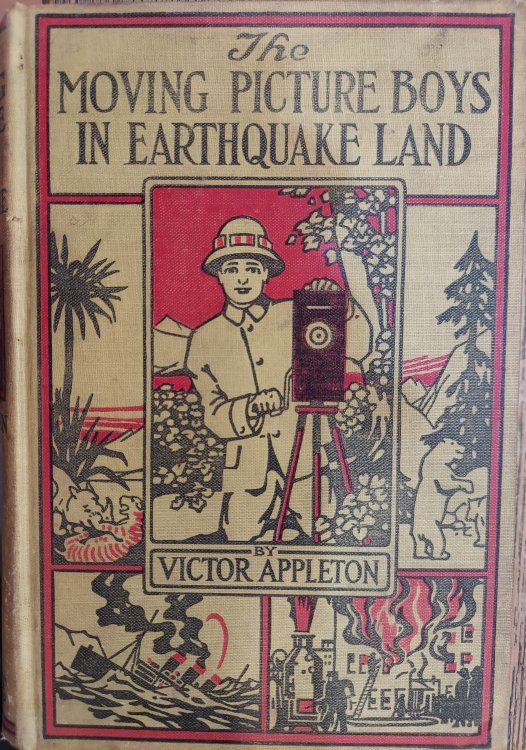 The
MOVING PICTURE BOYS
IN EARTHQUAKE LAND
BY
VICTOR APPLETON